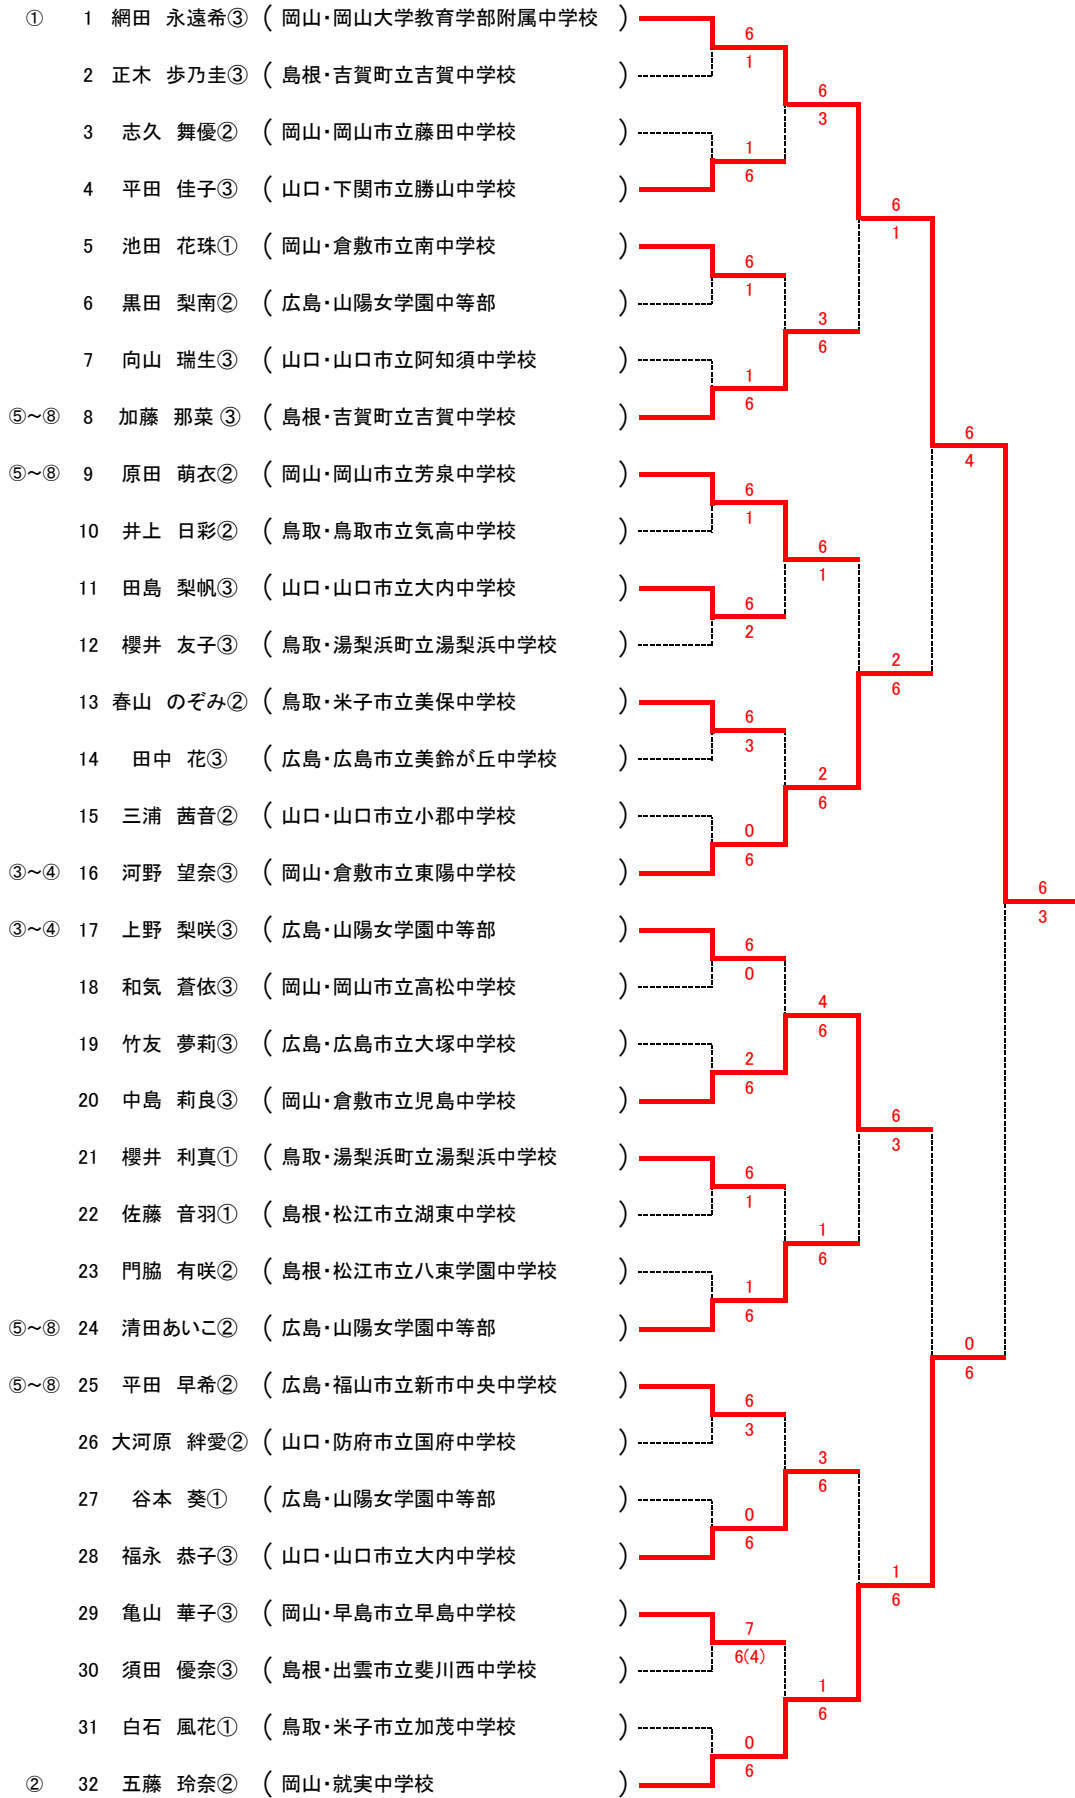 ① 1 網田 永遠希③ ( 岡山・岡山大学教育学部附属中学校 )
6
1
2 正木 歩乃圭③ ( 島根・吉賀町立吉賀中学校 )
6
3
3 志久 舞優② ( 岡山・岡山市立藤田中学校 )
1
6
4 平田 佳子③ ( 山口・下関市立勝山中学校 )
6
1
5 池田 花珠① ( 岡山・倉敷市立南中学校 )
6
1
6 黒田 梨南② ( 広島・山陽女学園中等部 )
3
6
7 向山 瑞生③ ( 山口・山口市立阿知須中学校 )
1
6
⑤~⑧ 8 加藤 那菜 ③ ( 島根・吉賀町立吉賀中学校 )
6
4
⑤~⑧ 9 原田 萌衣② ( 岡山・岡山市立芳泉中学校 )
6
1
10 井上 日彩② ( 鳥取・鳥取市立気高中学校 )
6
1
11 田島 梨帆③ ( 山口・山口市立大内中学校 )
6
2
12 櫻井 友子③ ( 鳥取・湯梨浜町立湯梨浜中学校 )
2
6
13 春山 のぞみ② ( 鳥取・米子市立美保中学校 )
6
3
14 田中 花③ ( 広島・広島市立美鈴が丘中学校 )
2
6
15 三浦 茜音② ( 山口・山口市立小郡中学校 )
0
6
③~④ 16 河野 望奈③ ( 岡山・倉敷市立東陽中学校 )
6
3
③~④ 17 上野 梨咲③ ( 広島・山陽女学園中等部 )
6
0
18 和気 蒼依③ ( 岡山・岡山市立高松中学校 )
4
6
19 竹友 夢莉③ ( 広島・広島市立大塚中学校 )
2
6
20 中島 莉良③ ( 岡山・倉敷市立児島中学校 )
6
3
21 櫻井 利真① ( 鳥取・湯梨浜町立湯梨浜中学校 )
6
1
22 佐藤 音羽① ( 島根・松江市立湖東中学校 )
1
6
23 門脇 有咲② ( 島根・松江市立八束学園中学校 )
1
6
⑤~⑧ 24 清田あいこ② ( 広島・山陽女学園中等部 )
0
6
⑤~⑧ 25 平田 早希② ( 広島・福山市立新市中央中学校 )
6
3
26 大河原 絆愛② ( 山口・防府市立国府中学校 )
3
6
27 谷本 葵① ( 広島・山陽女学園中等部 )
0
6
28 福永 恭子③ ( 山口・山口市立大内中学校 )
1
6
29 亀山 華子③ ( 岡山・早島市立早島中学校 )
7
6(4)
30 須田 優奈③ ( 島根・出雲市立斐川西中学校 )
1
6
31 白石 風花① ( 鳥取・米子市立加茂中学校 )
0
6
② 32 五藤 玲奈② ( 岡山・就実中学校 )